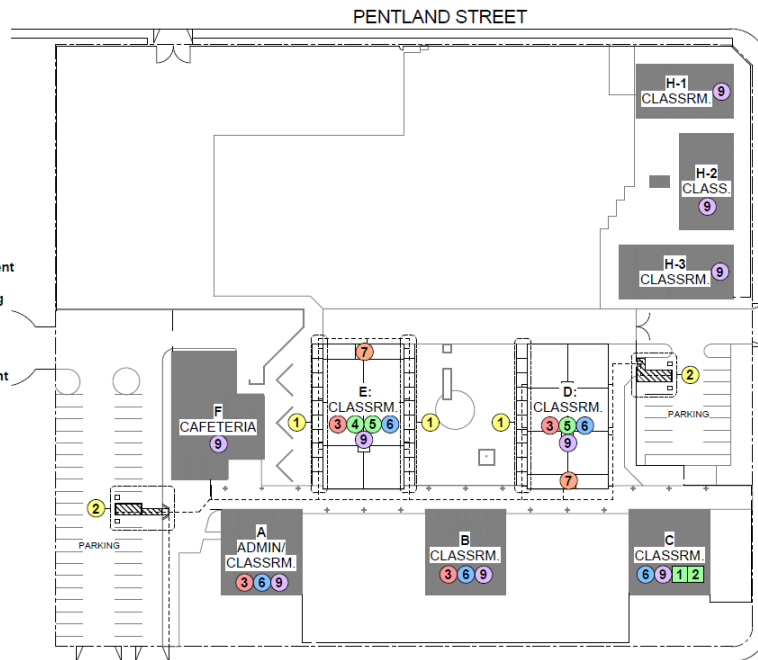 PENTLAND STREET
H-1
CLASSRM.
9
H-2
CLASS.
9
H-3
CLASSRM.
9
ent
g
nt
7
E:
CLASSRM.
3 4 5 6
9
1
1
D:
CLASSRM.
3 5 6
9
7
1
2
PARKING
F
CAFETERIA
9
2
PARKING
A
ADMIN/
CLASSRM.
3 6 9
B
CLASSRM.
3 6 9
C
CLASSRM.
6 9 1 2